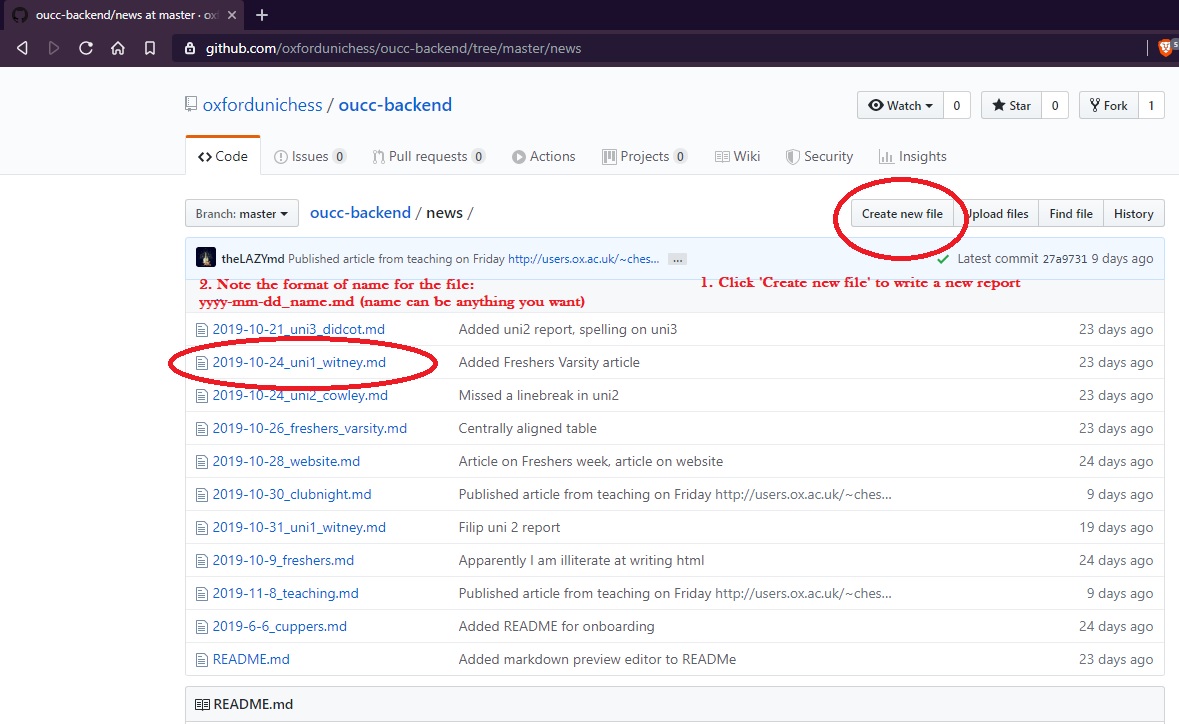 oucc-backend/news at master · ox
github.com/oxfordunichess/oucc-backend/tree/master/news
oxfordunichess / oucc-backend
Watch 0 Star 0 Fork 1
Code Issues 0 Pull requests 0 Actions Projects 0 Wiki Security Insights
Branch: master oucc-backend / news / Create new file Upload files Find file History
theLAZYmd Published article from teaching on Friday http://users.ox.ac.uk/~ches... ... Latest commit 27a9731 9 days ago
2. Note the format of name for the file: 1. Click 'Create new file' to write a new report
yyyy-mm-dd_name.md (name can be anything you want)
2019-10-21_uni3_didcot.md Added uni2 report, spelling on uni3 23 days ago
2019-10-24_uni1_witney.md Added Freshers Varsity article 23 days ago
2019-10-24_uni2_cowley.md Missed a linebreak in uni2 23 days ago
2019-10-26_freshers_varsity.md Centrally aligned table 23 days ago
2019-10-28_website.md Article on Freshers week, article on website 24 days ago
2019-10-30_clubnight.md Published article from teaching on Friday http://users.ox.ac.uk/~ches... 9 days ago
2019-10-31_uni1_witney.md Filip uni 2 report 19 days ago
2019-10-9_freshers.md Apparently I am illiterate at writing html 24 days ago
2019-11-8_teaching.md Published article from teaching on Friday http://users.ox.ac.uk/~ches... 9 days ago
2019-6-6_cuppers.md Added README for onboarding 24 days ago
README.md Added markdown preview editor to READMe 23 days ago
README.md